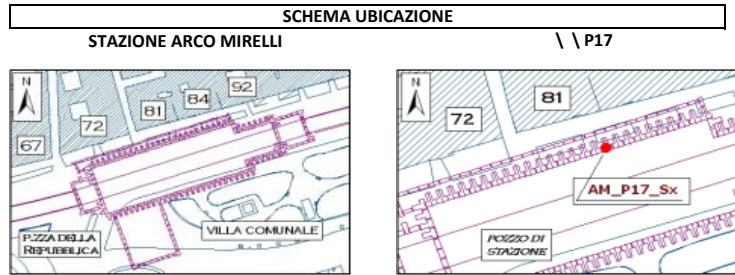 SCHEMA UBICAZIONE
STAZIONE ARCO MIRELLI
\ \ P17
N
67
72
81
84
92
P.ZZA DELLA
REPUBBLICA
VILLA COMUNALE
N
72
81
AM_P17_Sx
POZZO DI
STAZIONE